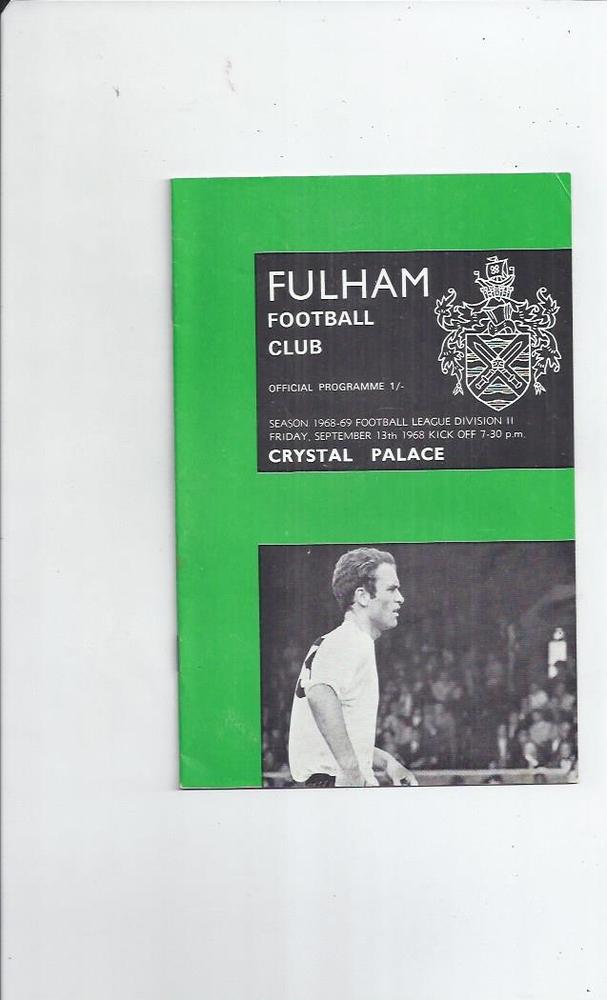 FULHAM
FOOTBALL
CLUB
OFFICIAL PROGRAMME 1/-
SEASON 1968-69 FOOTBALL LEAGUE DIVISION II
FRIDAY, SEPTEMBER 13th 1968 KICK OFF 7-30 p.m.
CRYSTAL PALACE